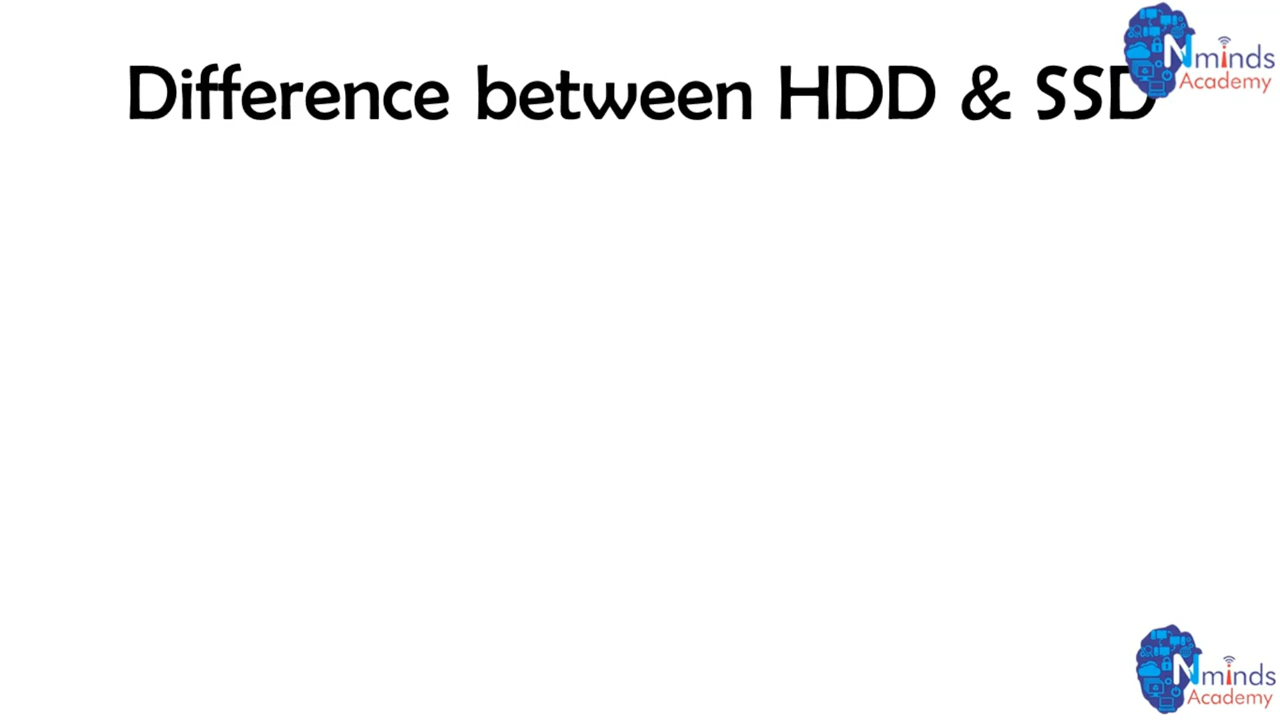 Difference between HDD & SSD
Nminds
Academy
Nminds
Academy